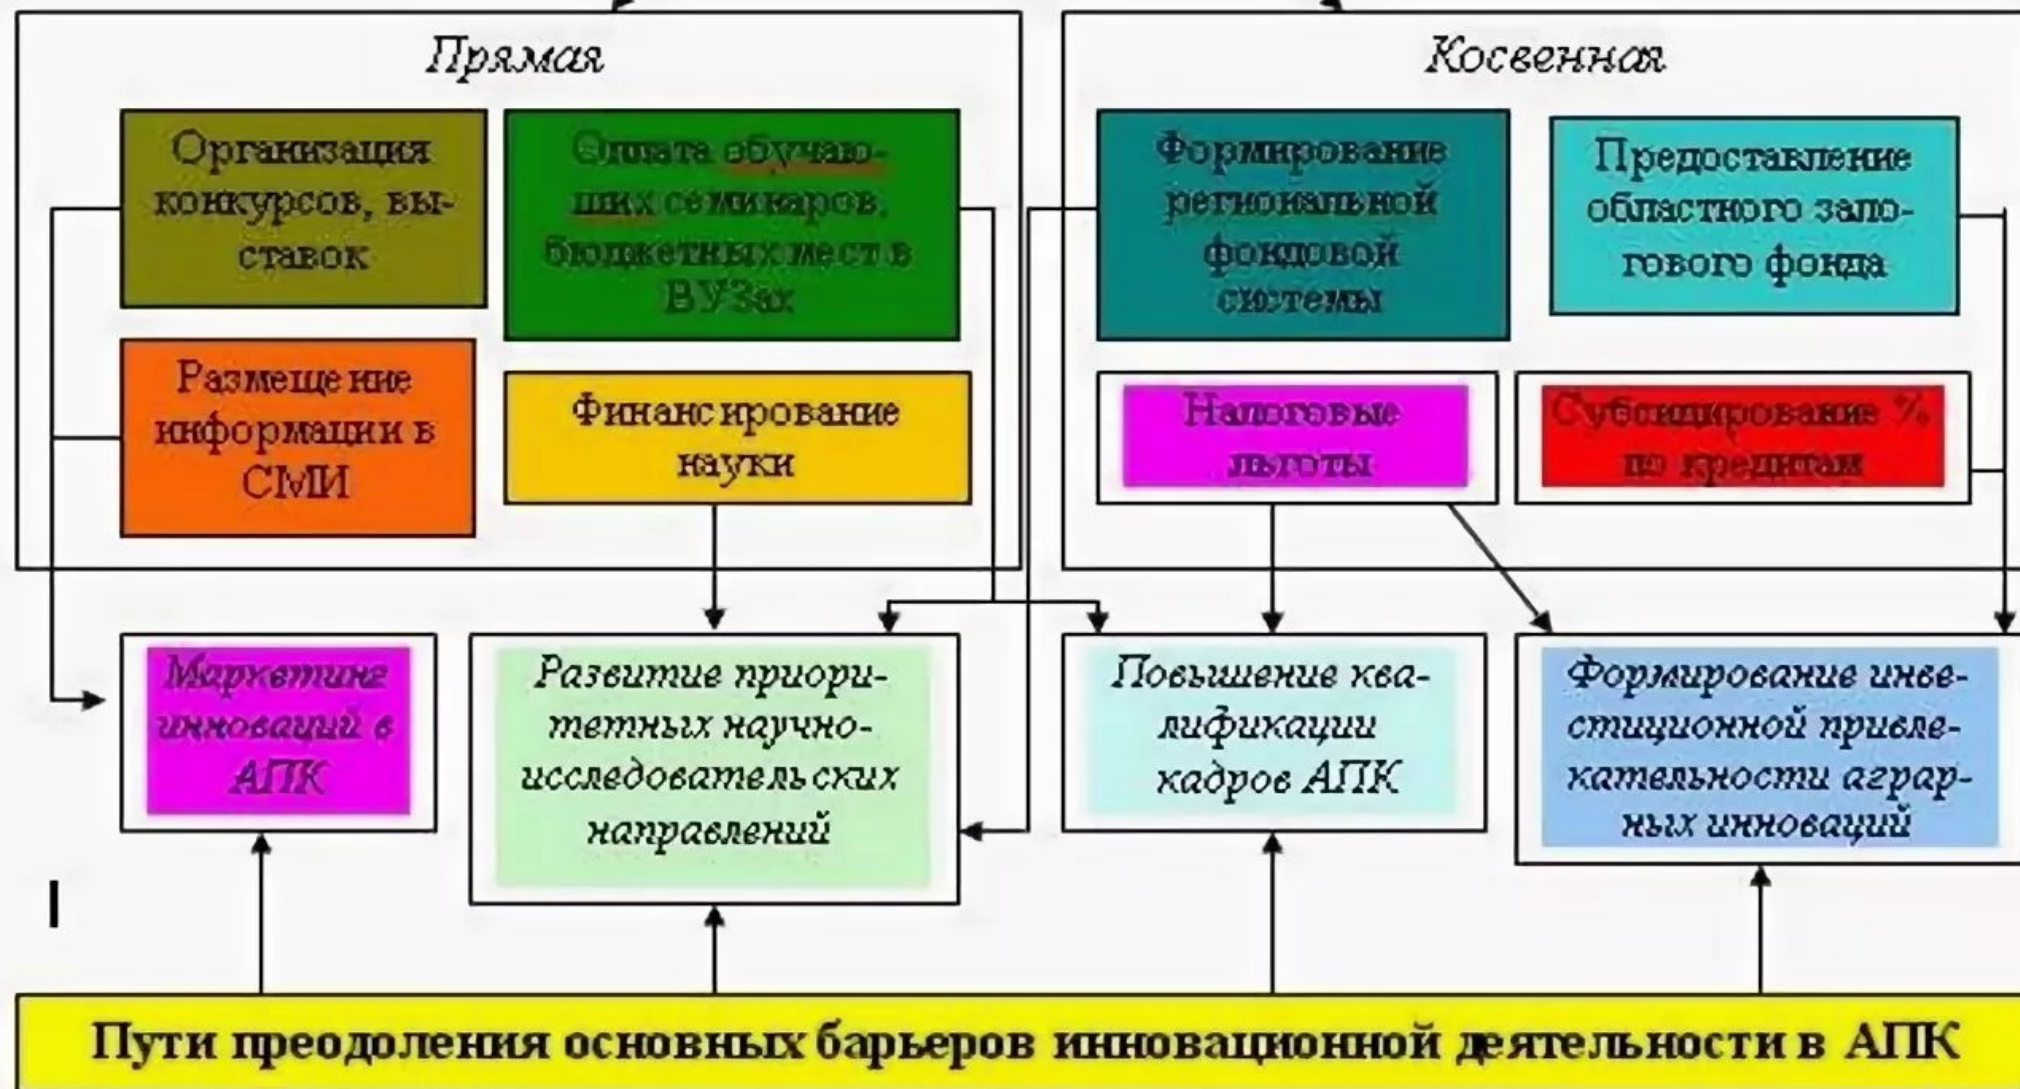 Прямая
Организация
конкурсов, вы-
ставок
Оплата обучаю-
ших семинаров,
бюджетных мест в
ВУЗах
Размещение
информации в
СМИ
Финансирование
науки
Косвенная
Формирование
региональной
фондовой
системы
Предоставление
областного зало-
гового фонда
Налоговые
льготы
Субсидирование %
по кредитам
Маркетинг
инноваций в
АПК
Развитие приори-
тетных научно-
исследовательских
направлений
Повышение ква-
лификации
кадров АПК
Формирование инве-
стиционной привле-
кательности аграр-
ных инноваций
Пути преодоления основных барьеров инновационной деятельности в АПК